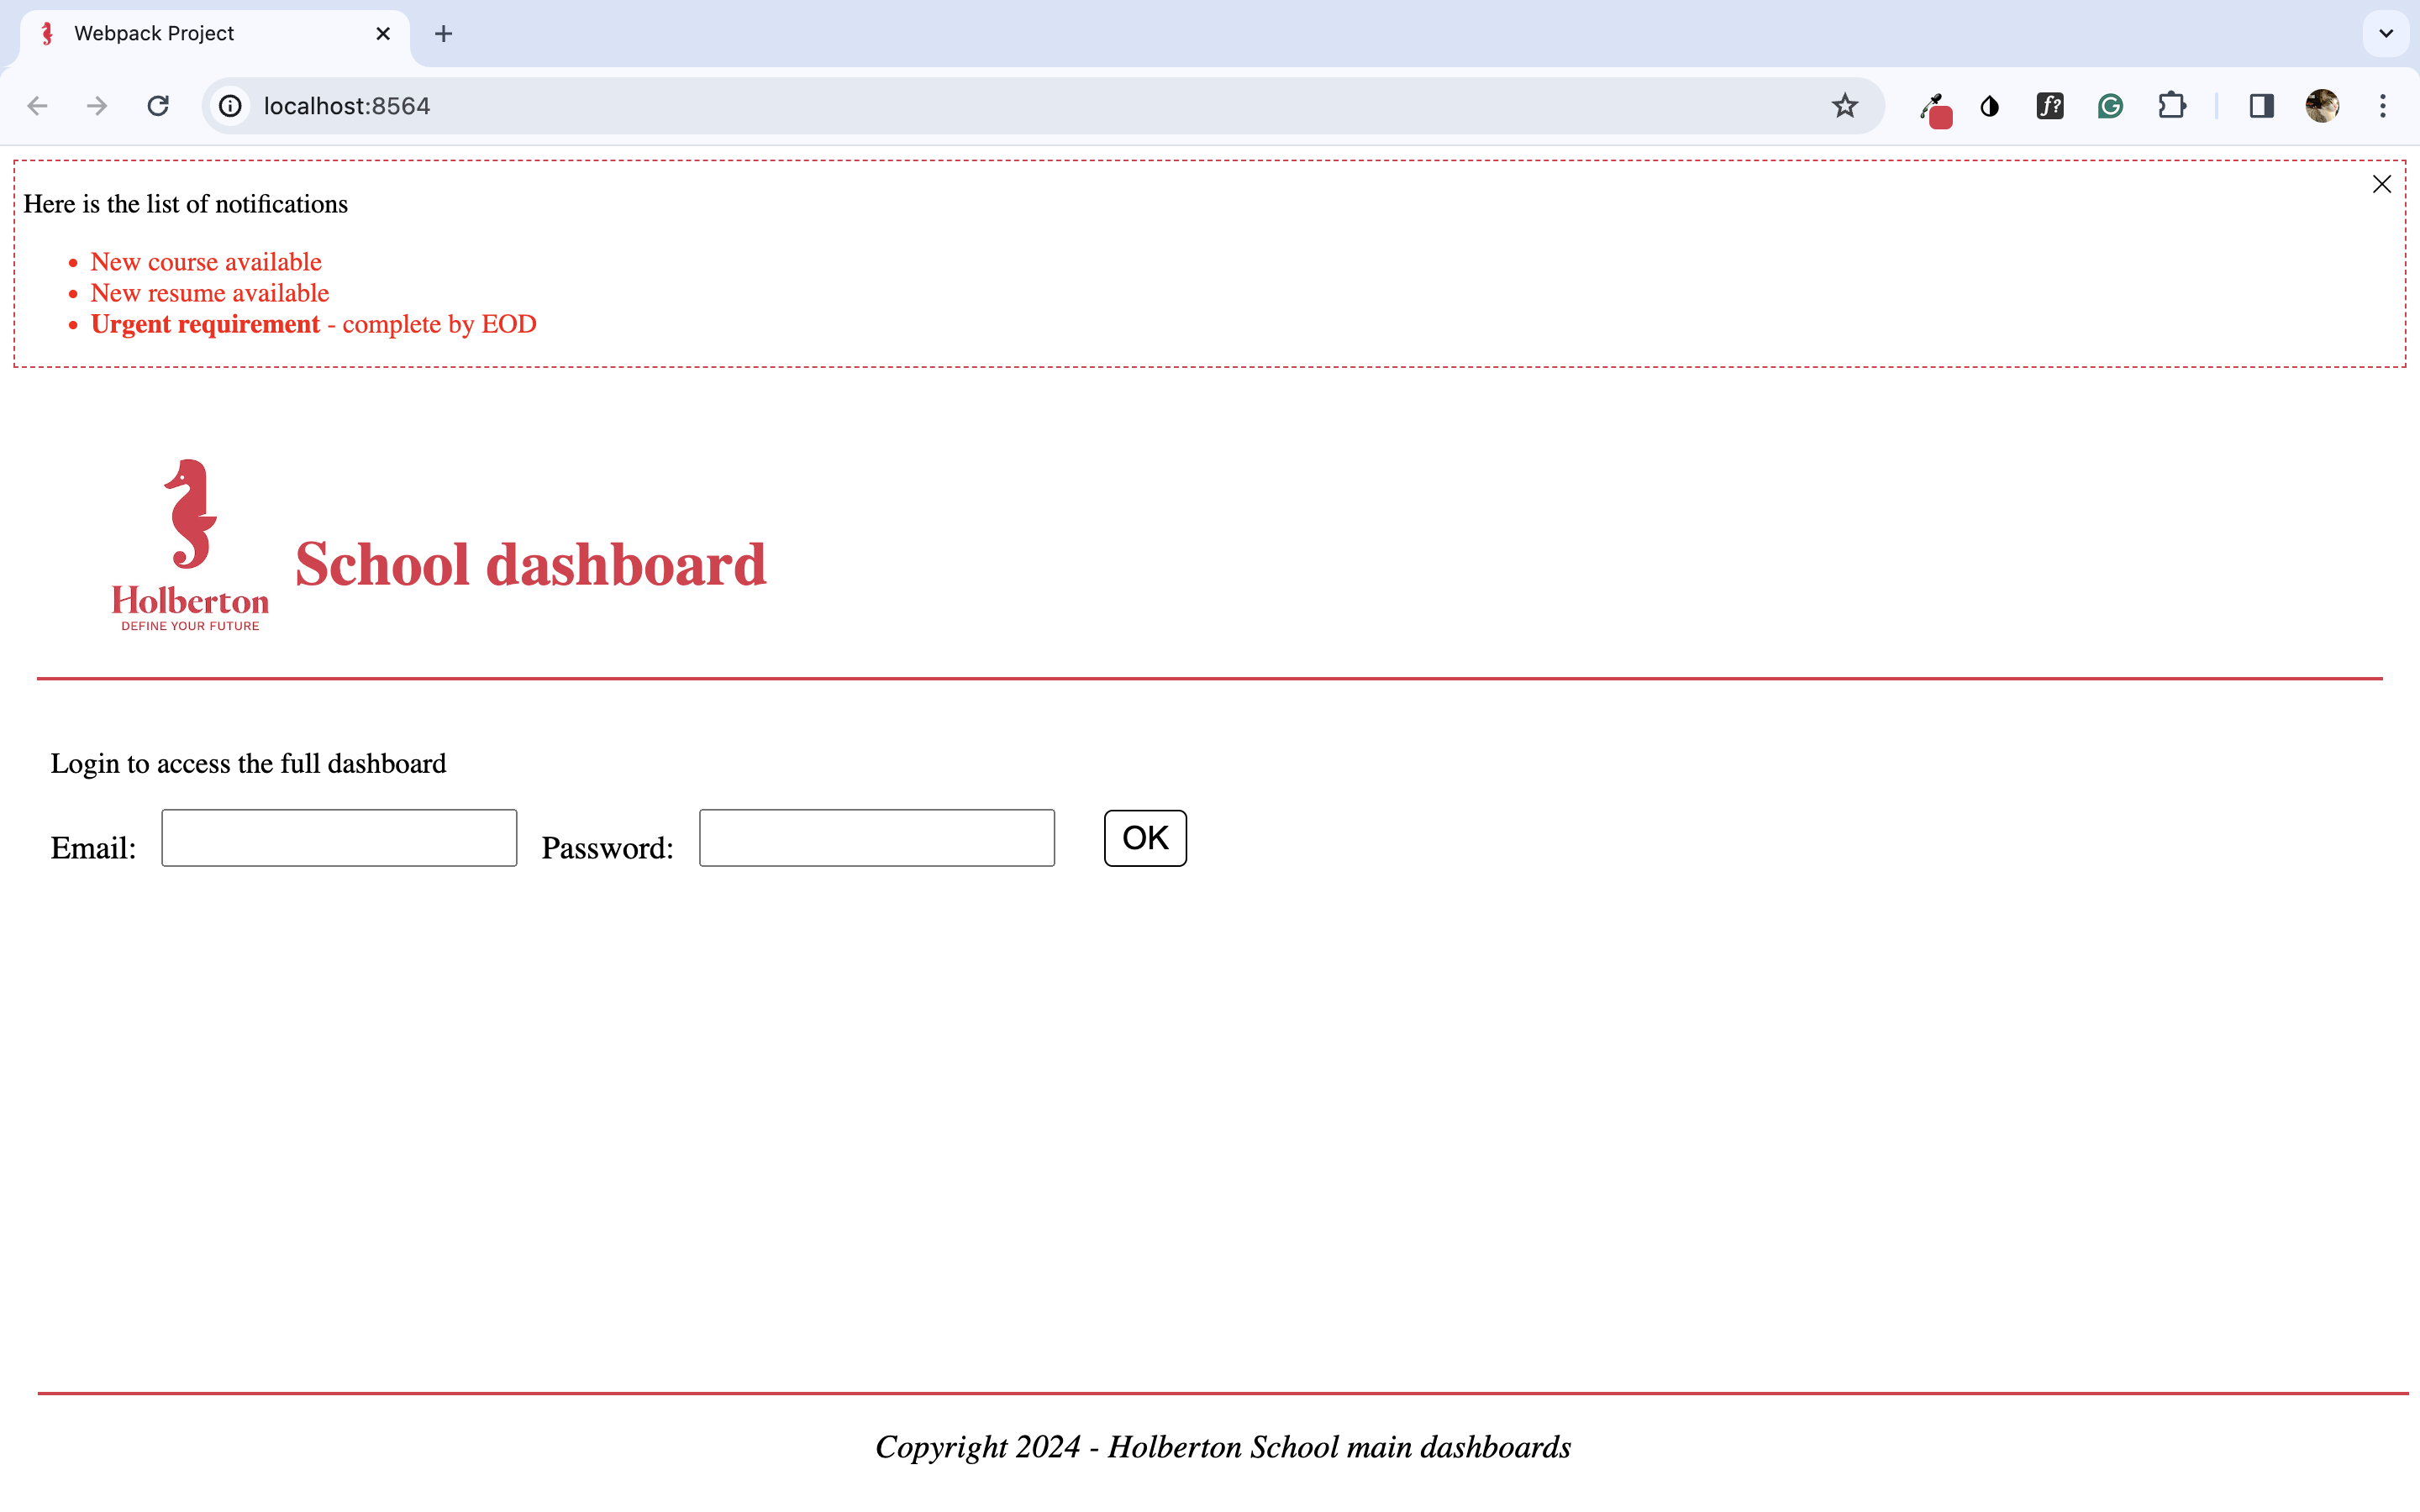 Webpack Project
localhost:8564
f?
Here is the list of notifications
New course available
New resume available
Urgent requirement - complete by EOD
Holberton
DEFINE YOUR FUTURE
School dashboard
Login to access the full dashboard
Email: Password: OK
Copyright 2024 - Holberton School main dashboards